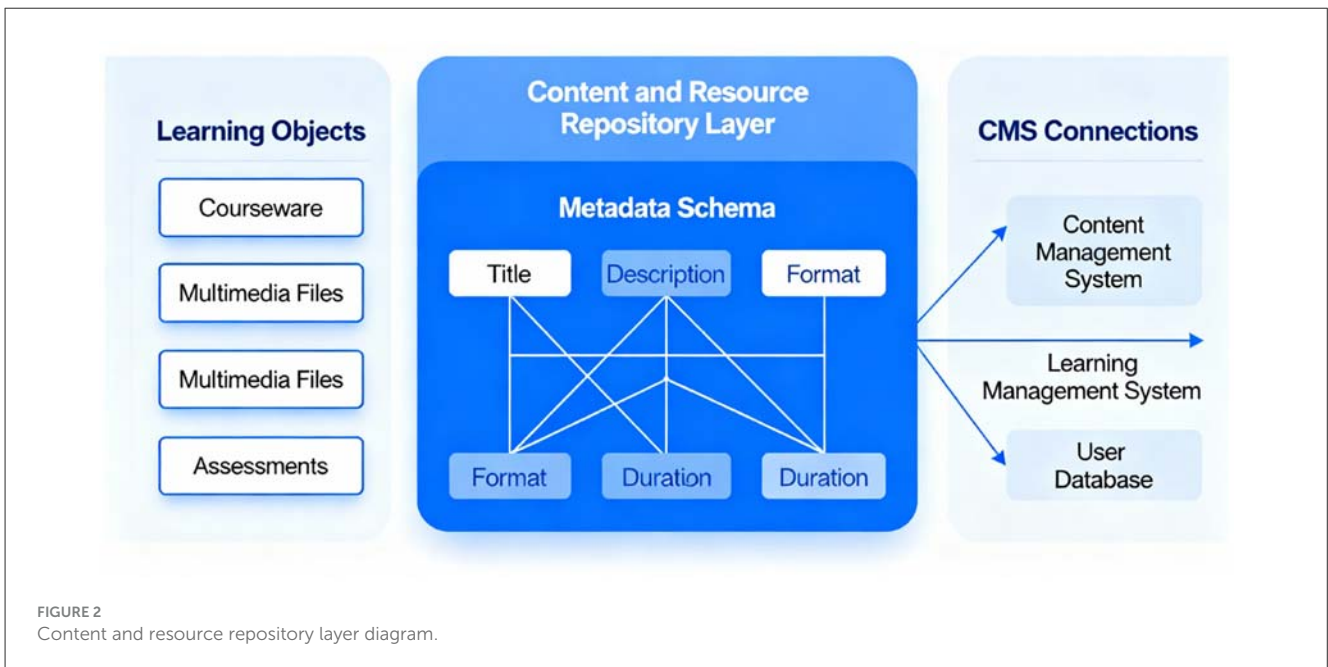 Learning Objects
Courseware
Multimedia Files
Multimedia Files
Assessments
Content and Resource
Repository Layer
Metadata Schema
Title
Description
Format
Format
Duration
Duration
CMS Connections
Content
Management
System
Learning
Management System
User
Database
FIGURE 2
Content and resource repository layer diagram.